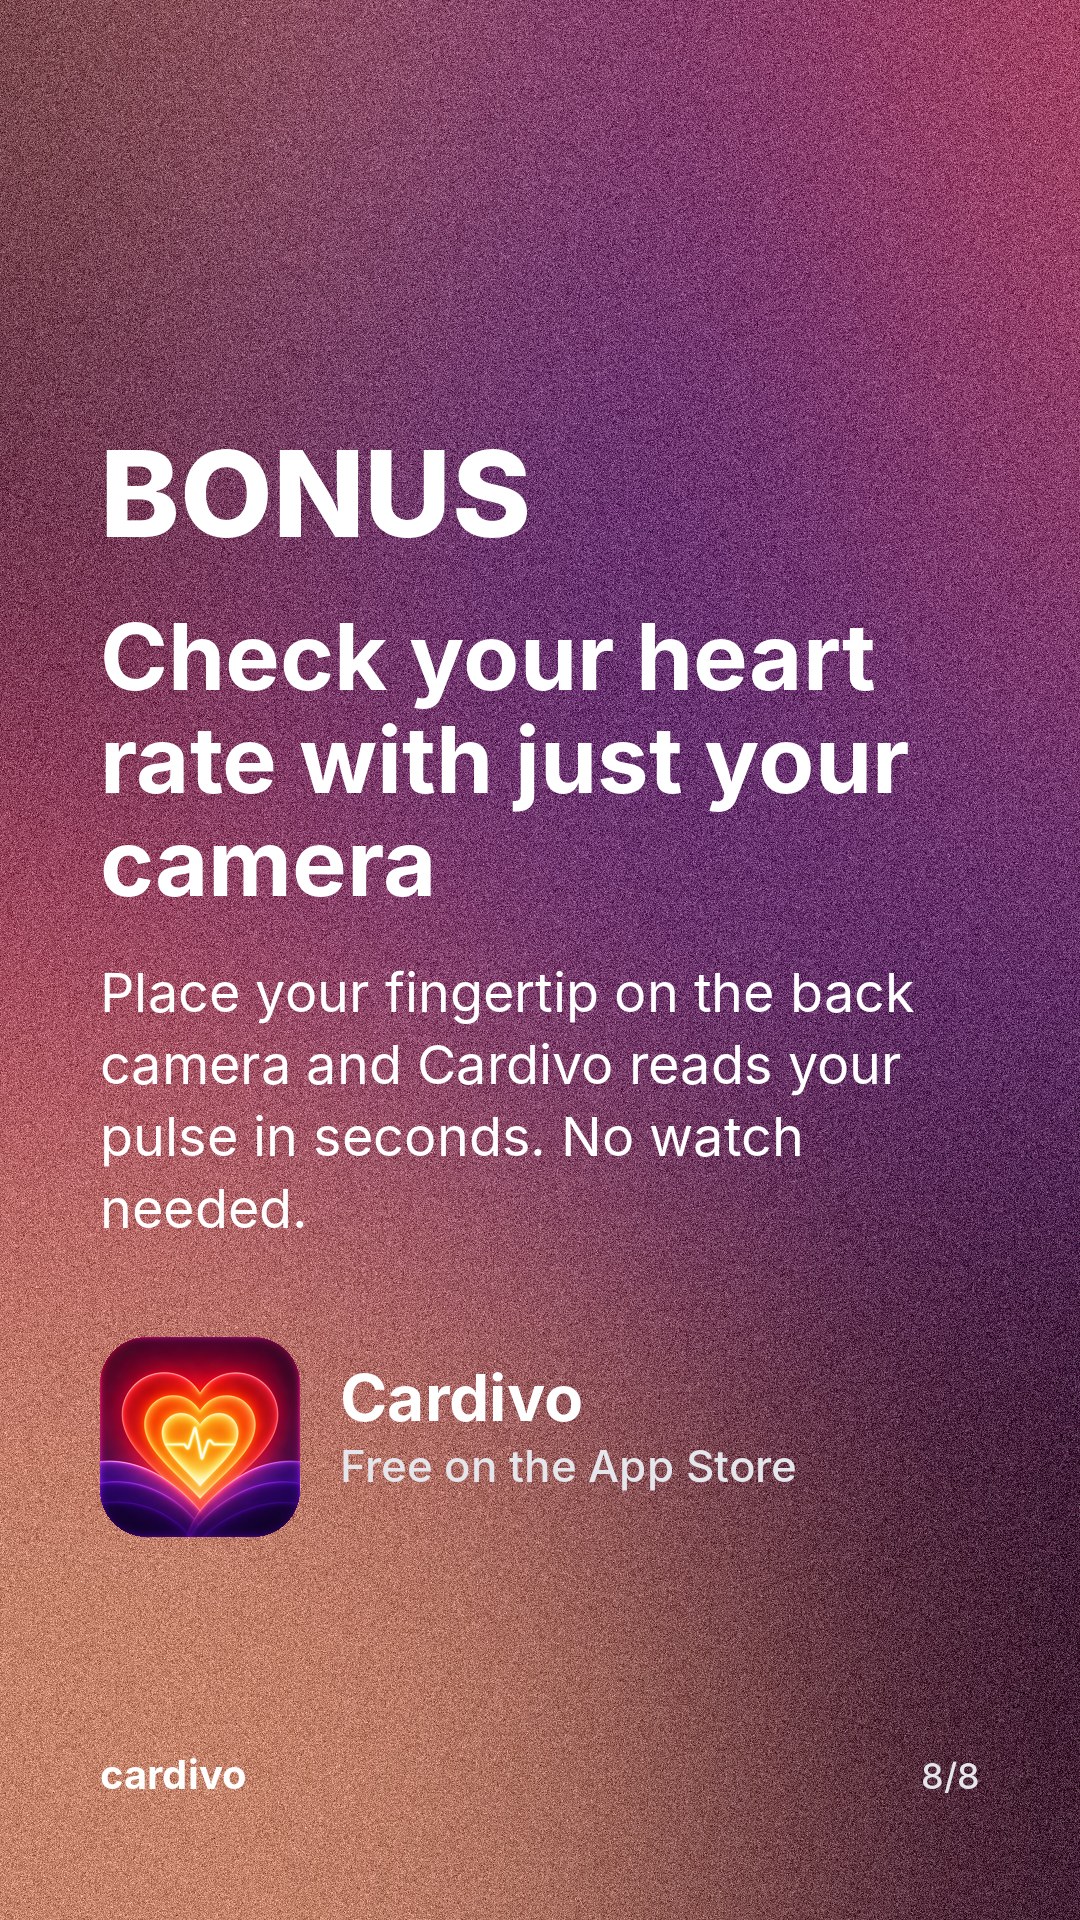 BONUS
Check your heart
rate with just your
camera
Place your fingertip on the back
camera and Cardivo reads your
pulse in seconds. No watch
needed.
Cardivo
Free on the App Store
cardivo
8/8